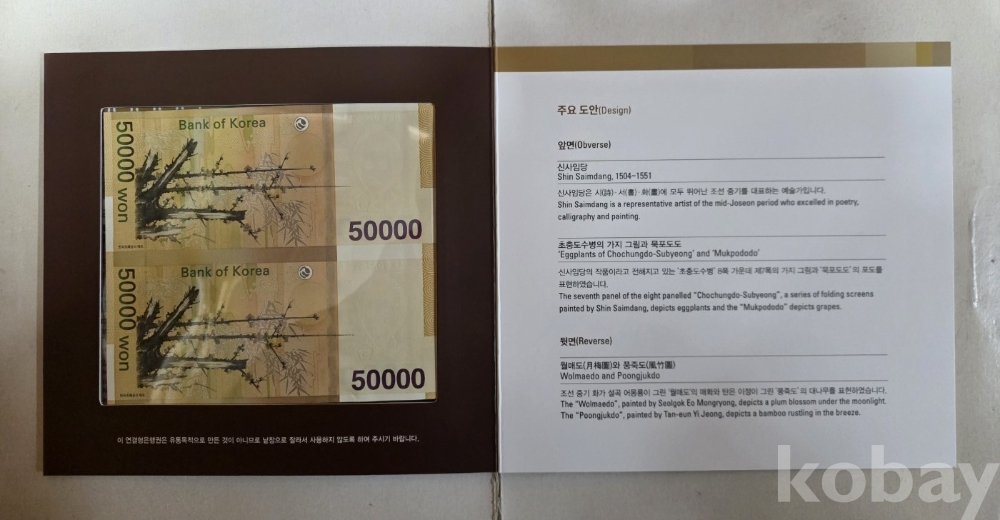 Bank of Korea
50000 won
50000
Bank of Korea
50000 won
50000
이 연결형은행권은 유통목적으로 만든 것이 아니므로 낱장으로 잘라서 사용하지 않도록 하여 주시기 바랍니다.
주요 도안(Design)
앞면(Obverse)
신사임당
Shin Saimdang, 1504–1551
신사임당은 시(詩)·서(書)·화(畵)에 모두 뛰어난 조선 중기를 대표하는 예술가입니다.
Shin Saimdang is a representative artist of the mid-Joseon period who excelled in poetry,
calligraphy and painting.
초충도수병의 가지 그림과 묵포도도
'Eggplants of Chochungdo-Subyeong' and 'Mukpododo'
신사임당의 작품이라고 전해지고 있는 '초충도수병' 8폭 가운데 제7폭의 가지 그림과 '묵포도도'의 포도를
표현하였습니다.
The seventh panel of the eight panelled "Chochungdo-Subyeong", a series of folding screens
painted by Shin Saimdang, depicts eggplants and the "Mukpododo" depicts grapes.
뒷면(Reverse)
월매도(月梅圖)와 풍죽도(風竹圖)
Wolmaedo and Poongjukdo
조선 중기 화가 설곡 어몽룡이 그린 '월매도'의 매화와 탄은 이정이 그린 '풍죽도'의 대나무를 표현하였습니다.
The "Wolmaedo", painted by Seolgok Eo Mongryong, depicts a plum blossom under the moonlight.
The "Poongjukdo", painted by Tan-eun Yi Jeong, depicts a bamboo rustling in the breeze.
kobay